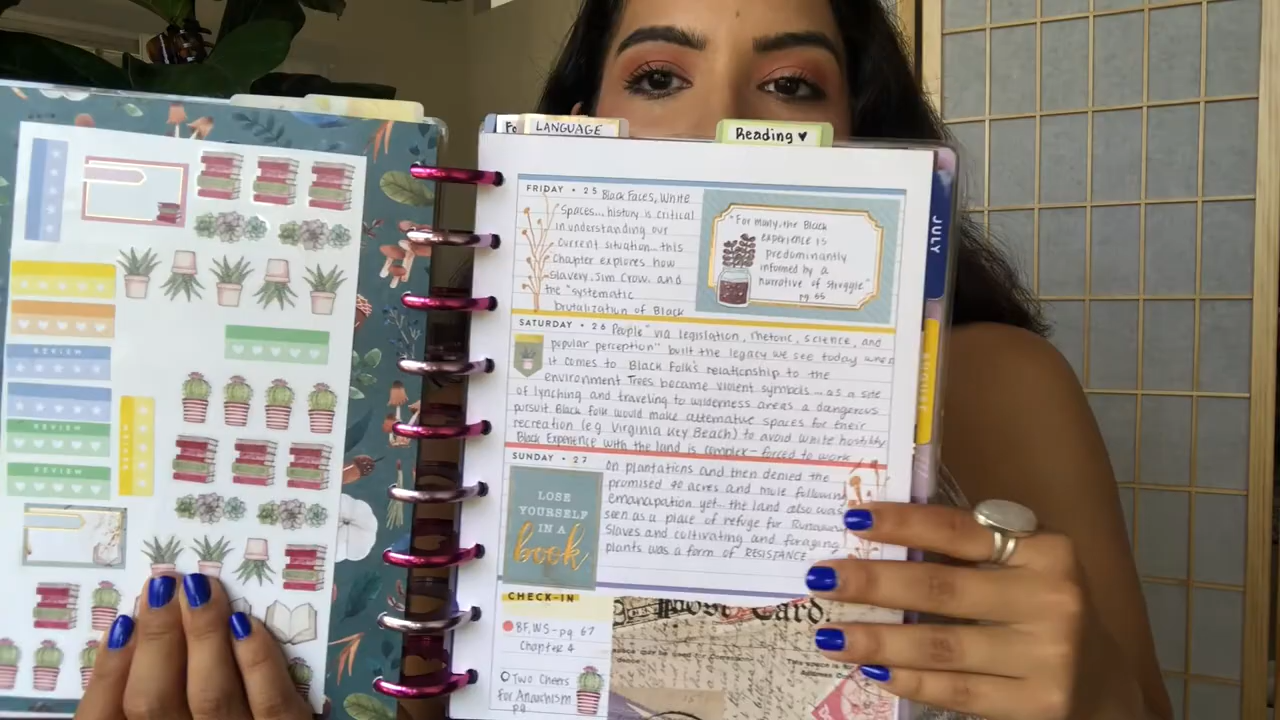 REVIEW
REVIEW
REVIEW
REVIEW
Fo
LANGUAGE
Reading ♥
JULY
AUGUST
FRIDAY • 25 Black Faces, White
Spaces... history is critical
in understanding our
current situation... this
Chapter explores how
Slavery, Jim Crow, and
the "systematic
brutalization of Black
"For many, the Black
experience is
predominantly
informed by a
narrative of struggle"
pg 65
SATURDAY • 26 People" via legislation, rhetoric, science, and
popular perception" built the legacy we see today when
it comes to Black Folk's relationship to the
environment Trees became violent symbols - as a site
of lynching and traveling to wilderness areas a dangerous
pursuit. Black Folk would make alternative spaces for their
recreation (e.g. Virginia Key Beach) to avoid white hostility
Black Experience with the land is complex - forced to work
SUNDAY • 27 on plantations and then denied the
promised 40 acres and mule following
emancipation yet... the land also was
seen as a place of refuge for Runaway
Slaves and cultivating and foraging
plants was a form of RESISTANCE
LOSE
YOURSELF
IN A
book
CHECK-IN
BF, WS - pg 67
Chapter 4
Two Cheers
For Anarchism
pg
Post Card